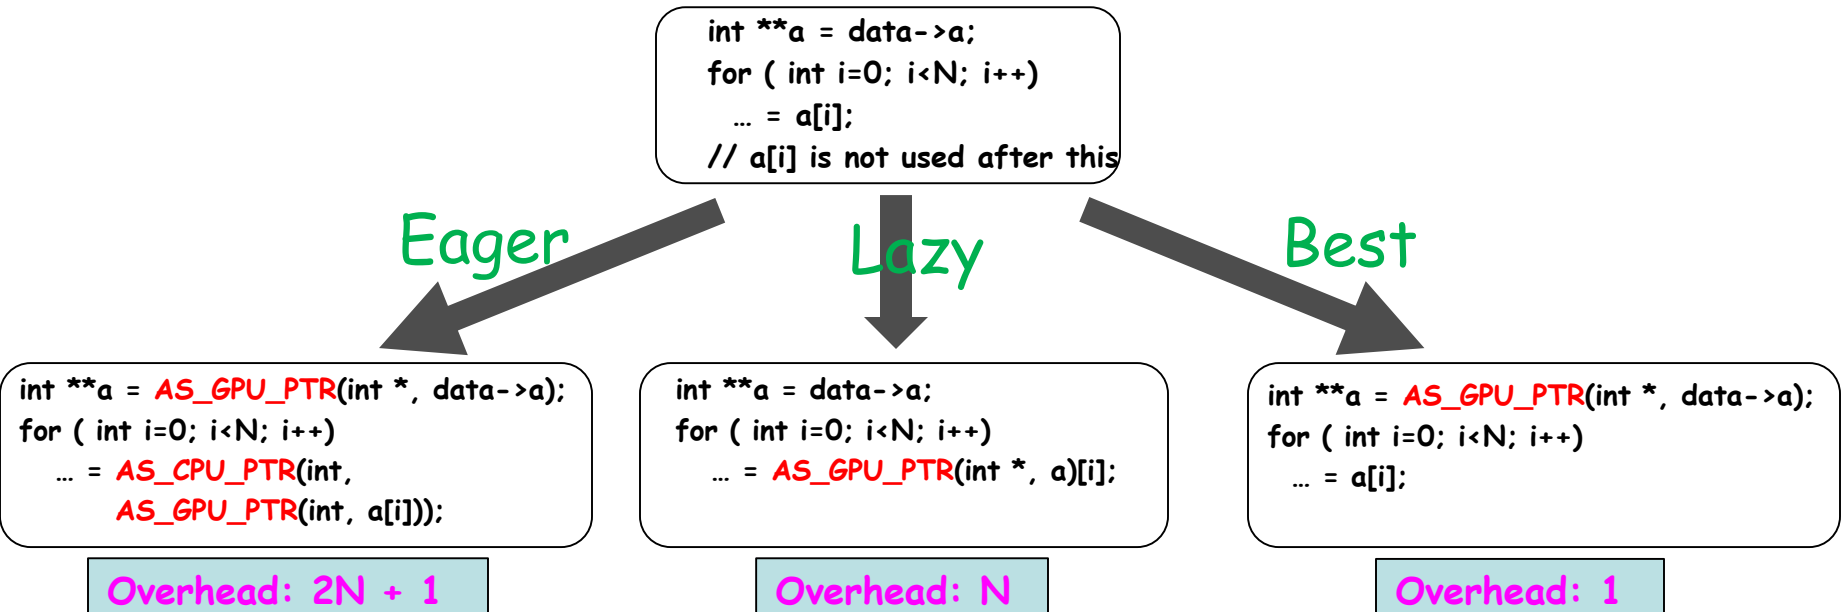 int **a = data->a;
for ( int i=0; i<N; i++)
… = a[i];
// a[i] is not used after this
Eager
Lazy
Best
int **a = AS_GPU_PTR(int *, data->a);
for ( int i=0; i<N; i++)
… = AS_CPU_PTR(int,
AS_GPU_PTR(int, a[i]));
Overhead: 2N + 1
int **a = data->a;
for ( int i=0; i<N; i++)
… = AS_GPU_PTR(int *, a)[i];
Overhead: N
int **a = AS_GPU_PTR(int *, data->a);
for ( int i=0; i<N; i++)
… = a[i];
Overhead: 1